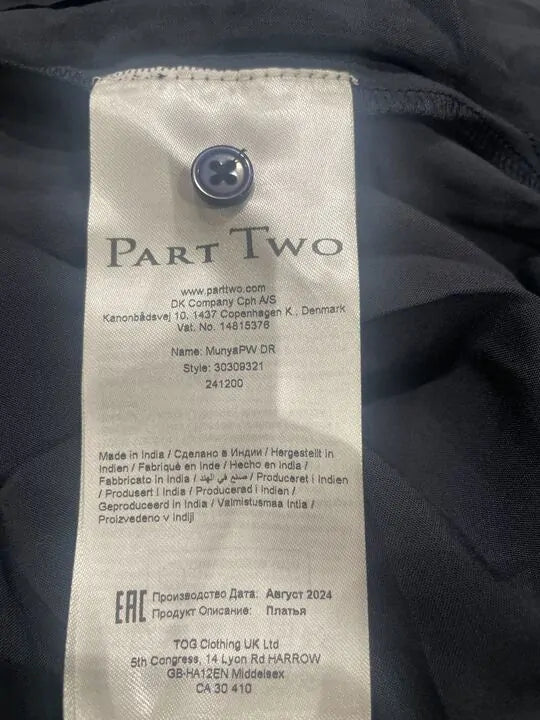 PART TWO
www.parttwo.com
DK Company Cph A/S
Kanonbådsvej 10, 1437 Copenhagen K., Denmark
Vat. No. 14815376
Name: MunyaPW DR
Style: 30309321
241200
Made in India / Сделано в Индии / Hergestellt in
Indien / Fabriqué en Inde / Hecho en India /
Fabbricato in India / صنع في الهند / Produceret i Indien
/ Produsert i India / Producerad i Indien /
Geproduceerd in India / Valmistusmaa Intia /
Proizvedeno v Indiji
EAC Производство Дата: Август 2024
Продукт Описание: Платья
TOG Clothing UK Ltd
5th Congress, 14 Lyon Rd HARROW
GB-HA12EN Middelsex
CA 30 410